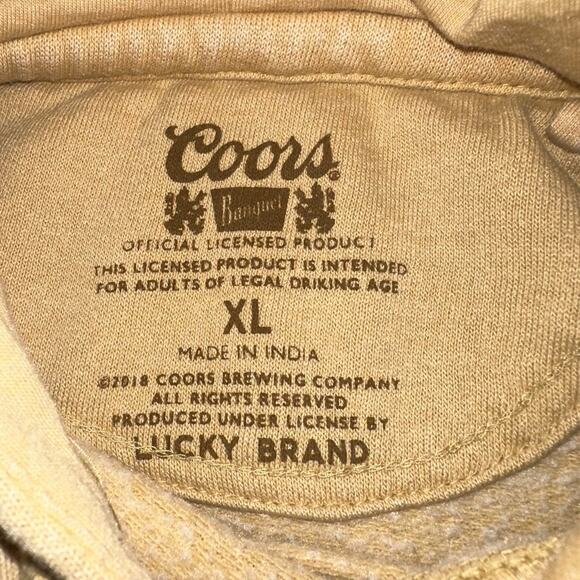 Coors
Banquet
OFFICIAL LICENSED PRODUCT
THIS LICENSED PRODUCT IS INTENDED
FOR ADULTS OF LEGAL DRIKING AGE
XL
MADE IN INDIA
©2018 COORS BREWING COMPANY
ALL RIGHTS RESERVED
PRODUCED UNDER LICENSE BY
LUCKY BRAND